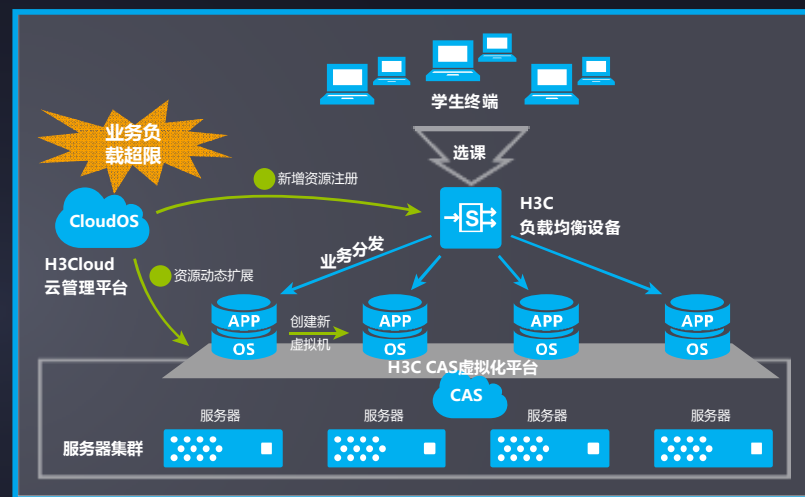 学生终端
业务负
载超限
选课
新增资源注册
CloudOS
S
H3C
负载均衡设备
H3Cloud
云管理平台
业务分发
资源动态扩展
APP
OS
创建新
虚拟机
APP
OS
APP
OS
APP
OS
H3C CAS虚拟化平台
CAS
服务器
服务器
服务器
服务器
服务器集群